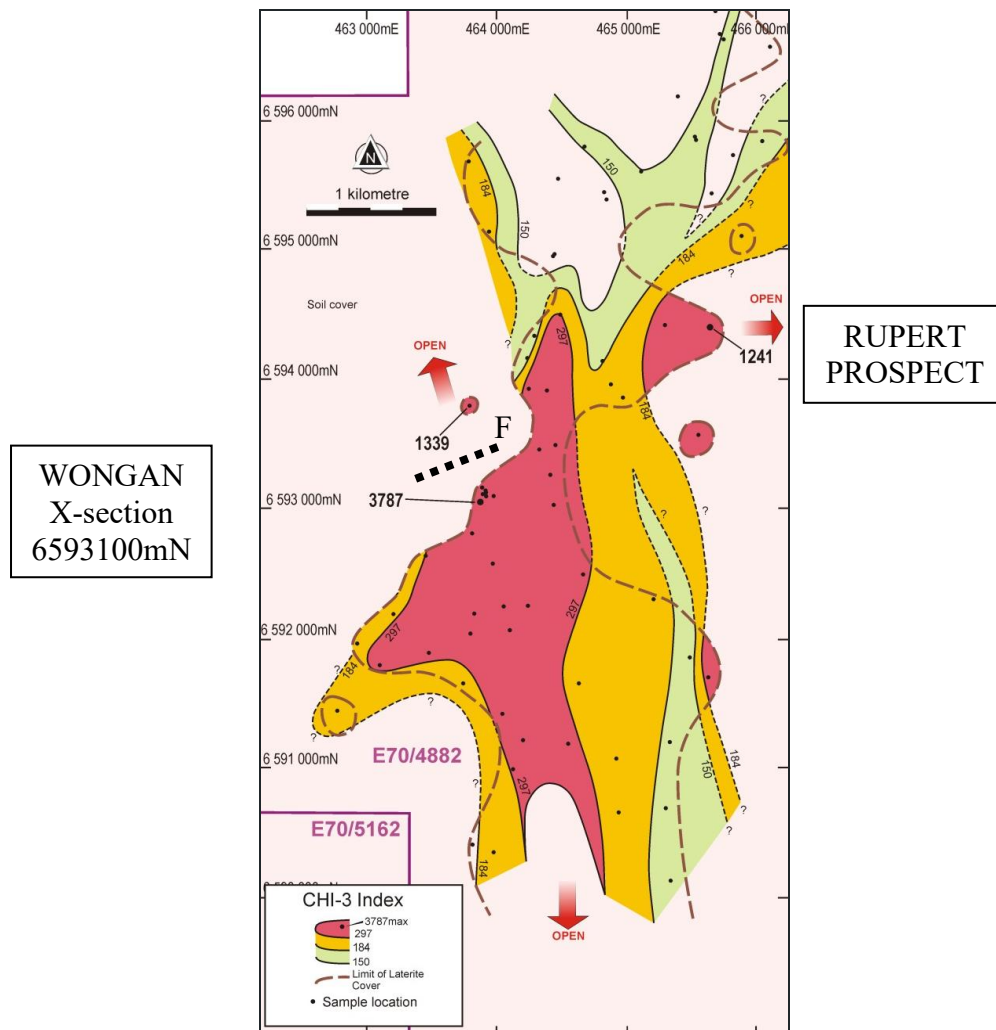 463 000mE
464 000mE
465 000mE
466 000m
6 596 000mN
N
1 kilometre
184
150
150
?
?
?
6 595 000mN
184
?
Soil cover
OPEN
297
?
OPEN
1241
RUPERT
PROSPECT
6 594 000mN
184
1339
F
WONGAN
X-section
6593100mN
3787
6 593 000mN
?
?
297
297
6 592 000mN
?
184
?
?
E70/4882
6 591 000mN
?
297
184
150
?
?
E70/5162
184
CHI-3 Index
3787max
297
184
150
Limit of Laterite
Cover
Sample location
OPEN